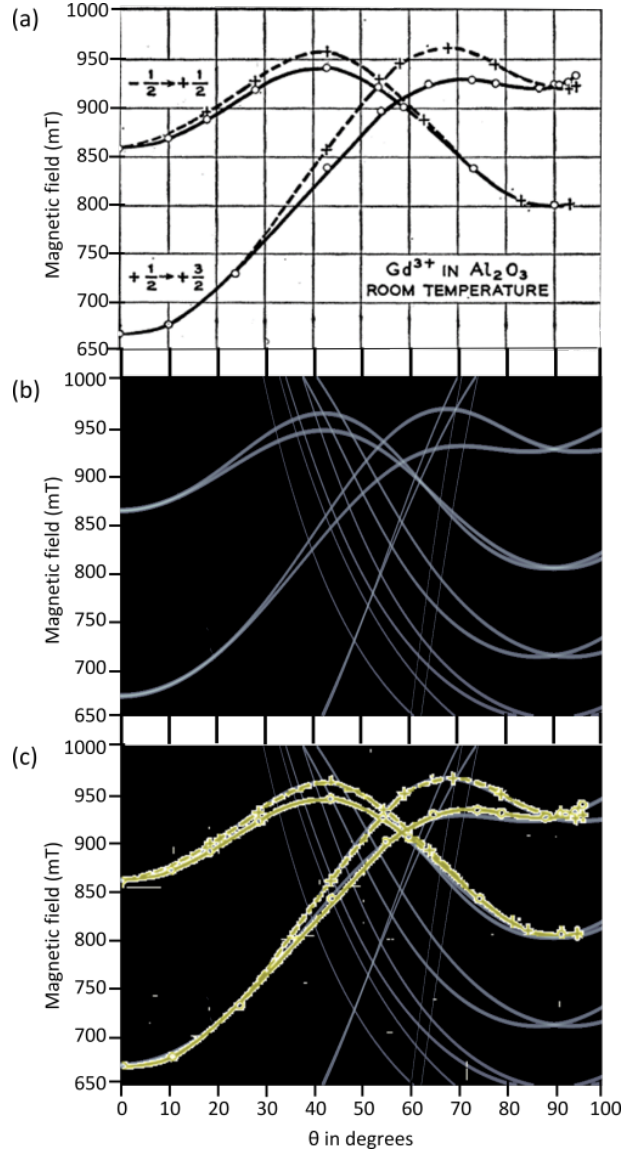 (a)
1000
950
900
850
800
750
700
650
Magnetic field (mT)
-1/2→+1/2
+1/2→+3/2
Gd3+ IN Al2O3
ROOM TEMPERATURE
(b)
1000
950
900
850
800
750
700
650
Magnetic field (mT)
(c)
1000
950
900
850
800
750
700
650
Magnetic field (mT)
0 10 20 30 40 50 60 70 80 90 100
θ in degrees